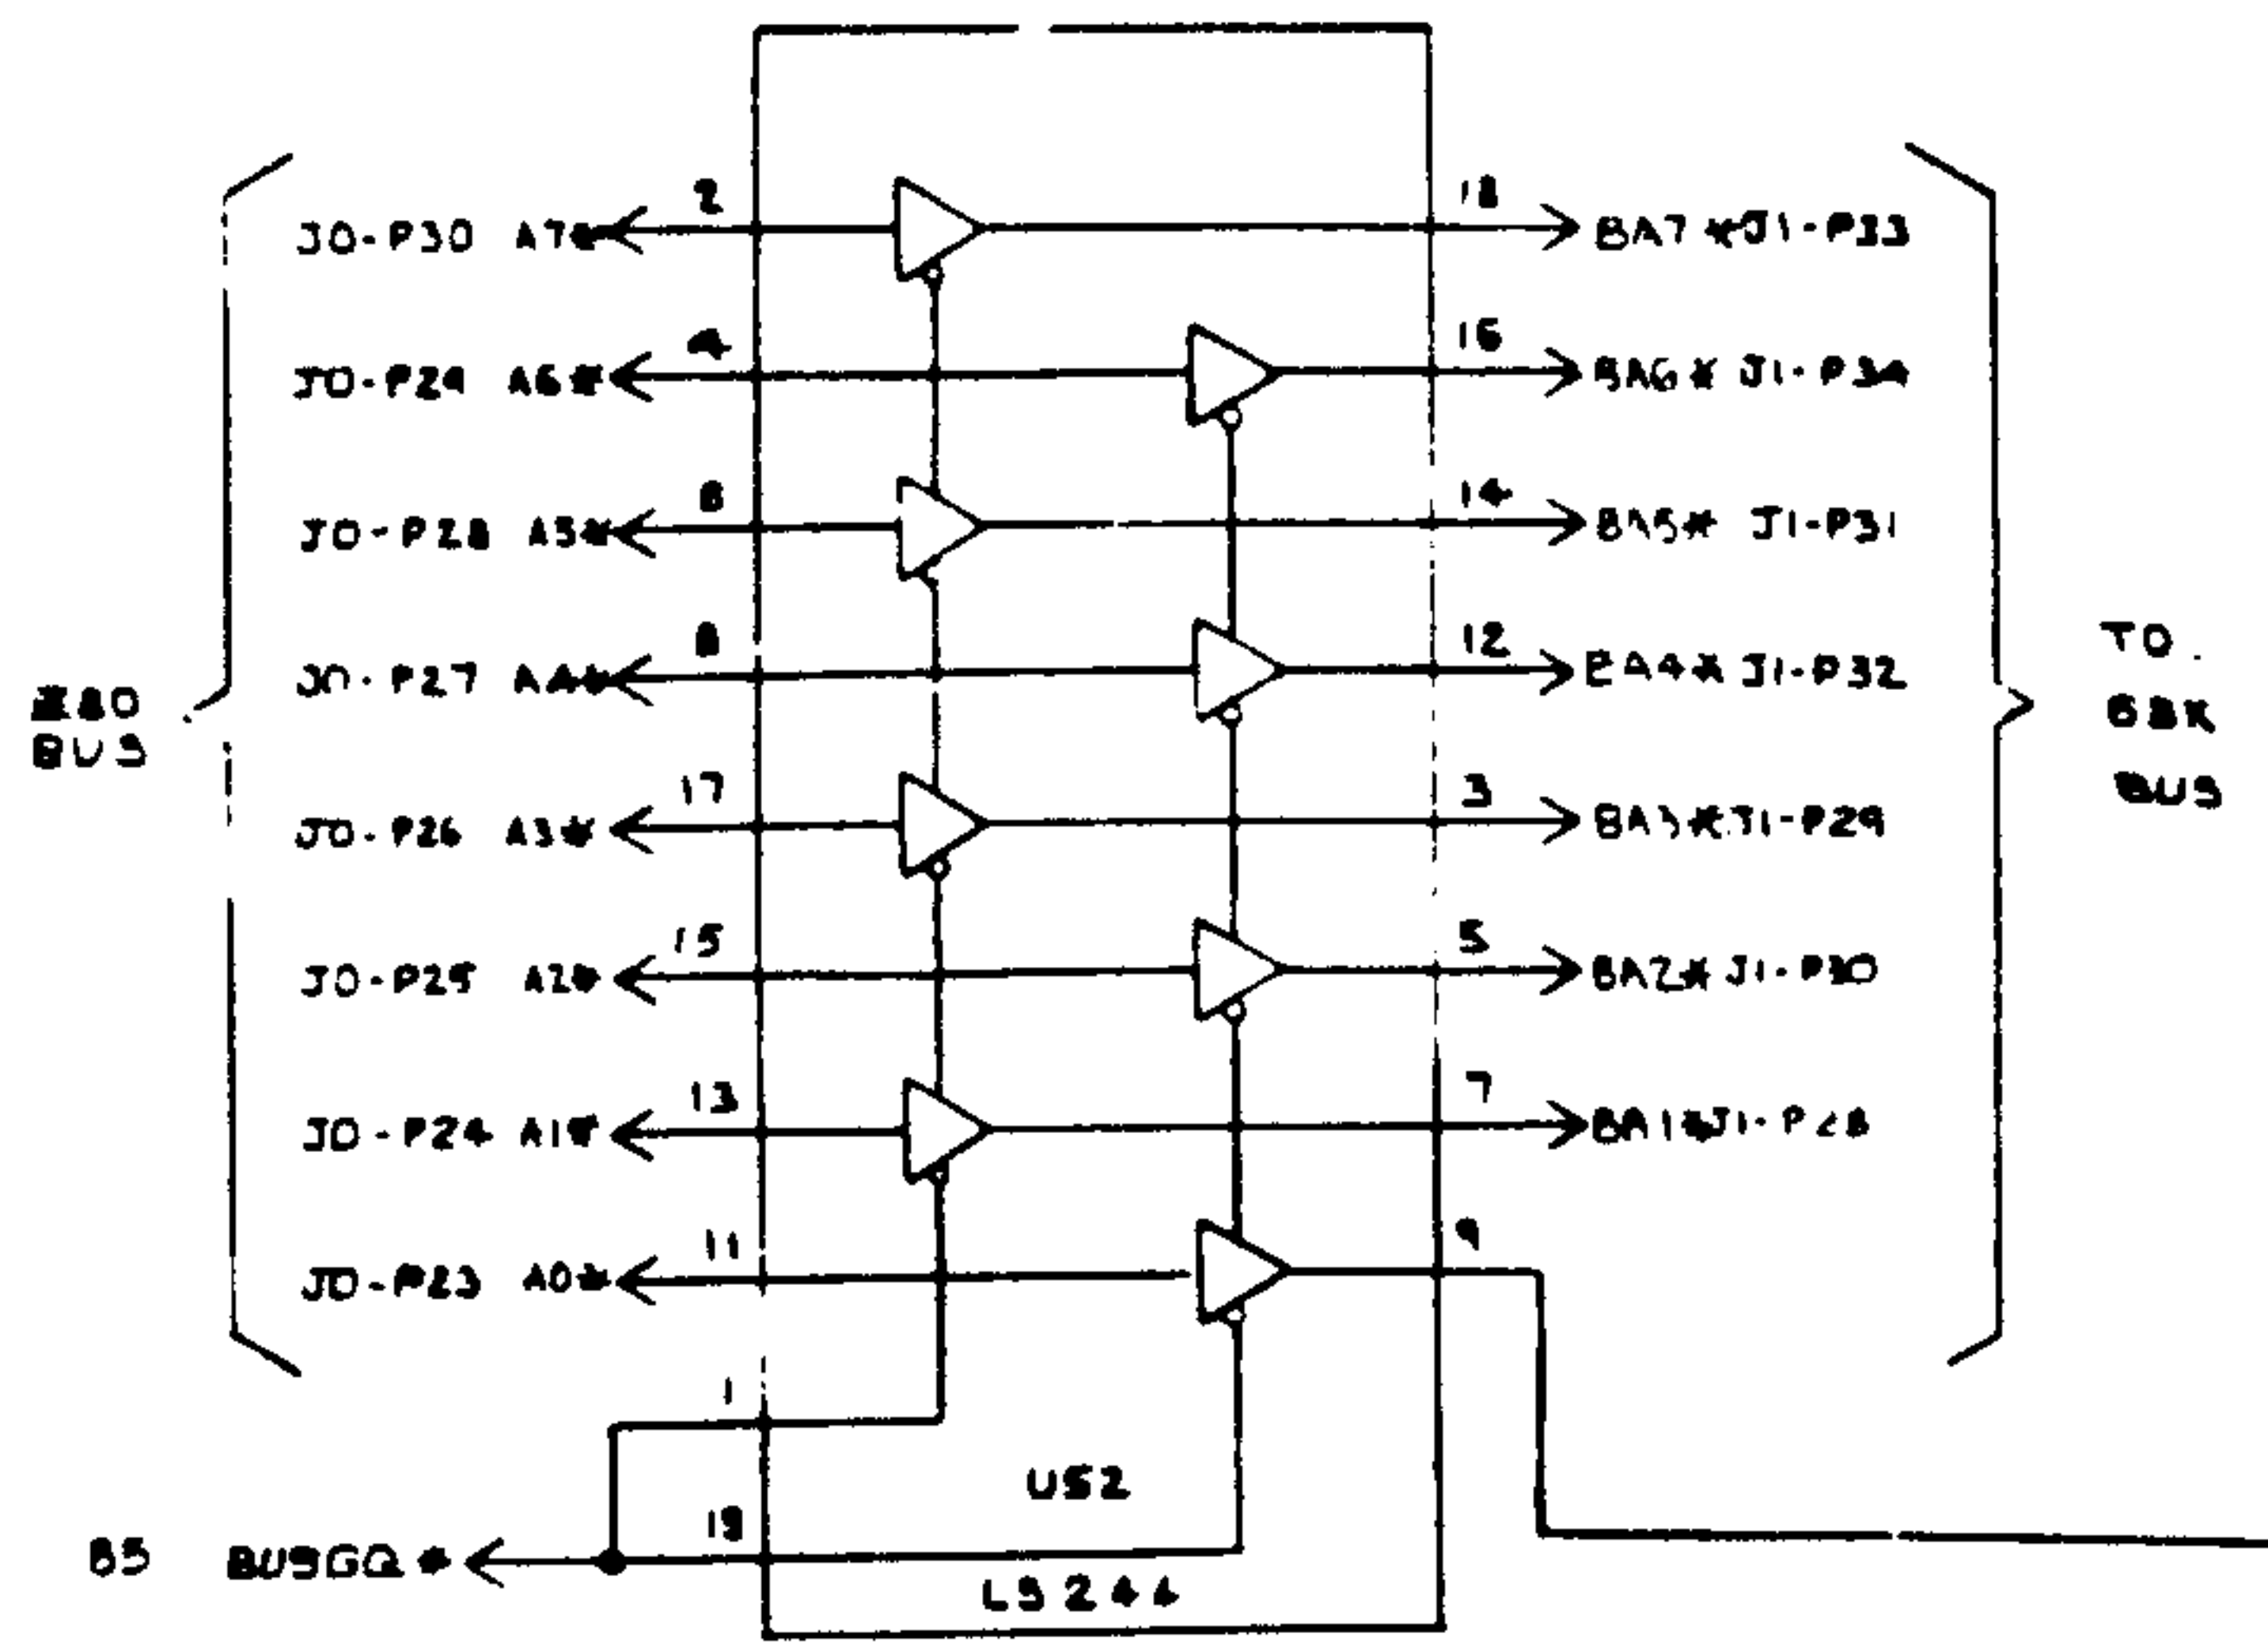 2 18
JO-P30 A7* BA7* J1-P33
4 16
JO-P29 A6* BA6* J1-P34
6 14
JO-P28 A5* BA5* J1-P31
8 12
JO-P27 A4* BA4* J1-P32
TO
Z80 68K
BUS BUS
17 3
JO-P26 A3* BA3* J1-P29
15 5
JO-P25 A2* BA2* J1-P30
13 7
JO-P24 A1* BA1* J1-P28
11 9
JO-P23 A0*
1
U52
19
B5 BUSGQ*
LS244